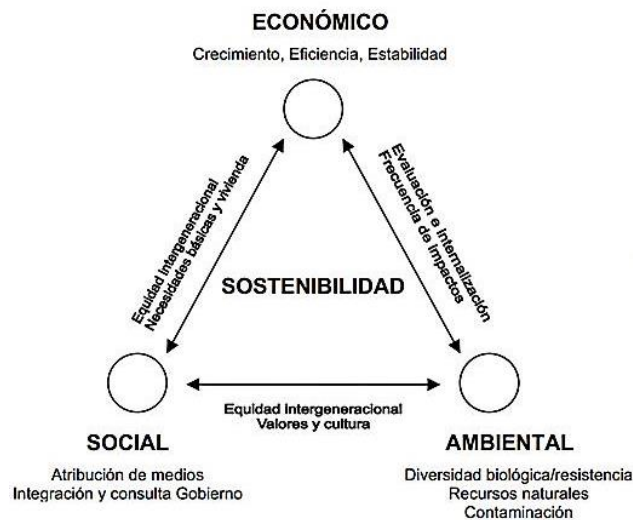 ECONÓMICO
Crecimiento, Eficiencia, Estabilidad
Equidad Intergeneracional
Necesidades básicas y vivienda
Evaluación e internalización
Frecuencia de impactos
SOSTENIBILIDAD
Equidad Intergeneracional
Valores y cultura
SOCIAL
Atribución de medios
Integración y consulta Gobierno
AMBIENTAL
Diversidad biológica/resistencia
Recursos naturales
Contaminación